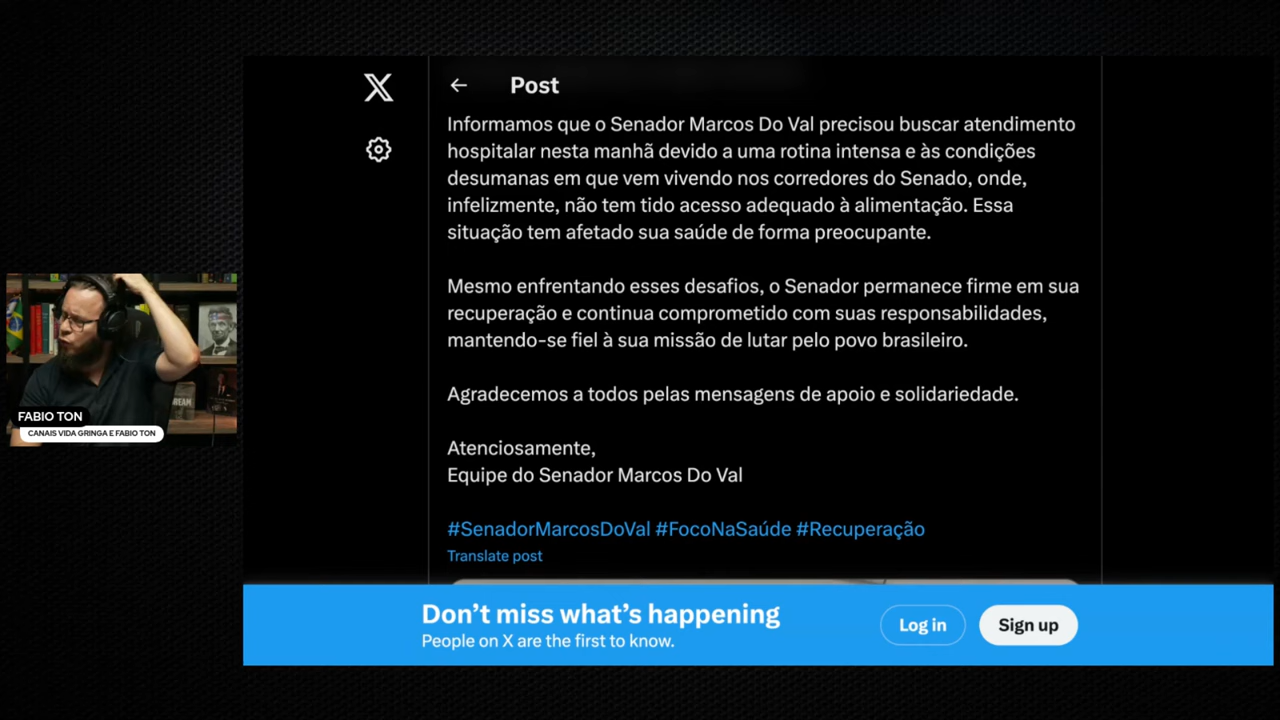 Post
Informamos que o Senador Marcos Do Val precisou buscar atendimento
hospitalar nesta manhã devido a uma rotina intensa e às condições
desumanas em que vem vivendo nos corredores do Senado, onde,
infelizmente, não tem tido acesso adequado à alimentação. Essa
situação tem afetado sua saúde de forma preocupante.
Mesmo enfrentando esses desafios, o Senador permanece firme em sua
recuperação e continua comprometido com suas responsabilidades,
mantendo-se fiel à sua missão de lutar pelo povo brasileiro.
Agradecemos a todos pelas mensagens de apoio e solidariedade.
Atenciosamente,
Equipe do Senador Marcos Do Val
#SenadorMarcosDoVal #FocoNaSaúde #Recuperação
Translate post
Don't miss what's happening
People on X are the first to know.
Log in
Sign up
FABIO TON
CANAIS VIDA GRINGA E FABIO TON